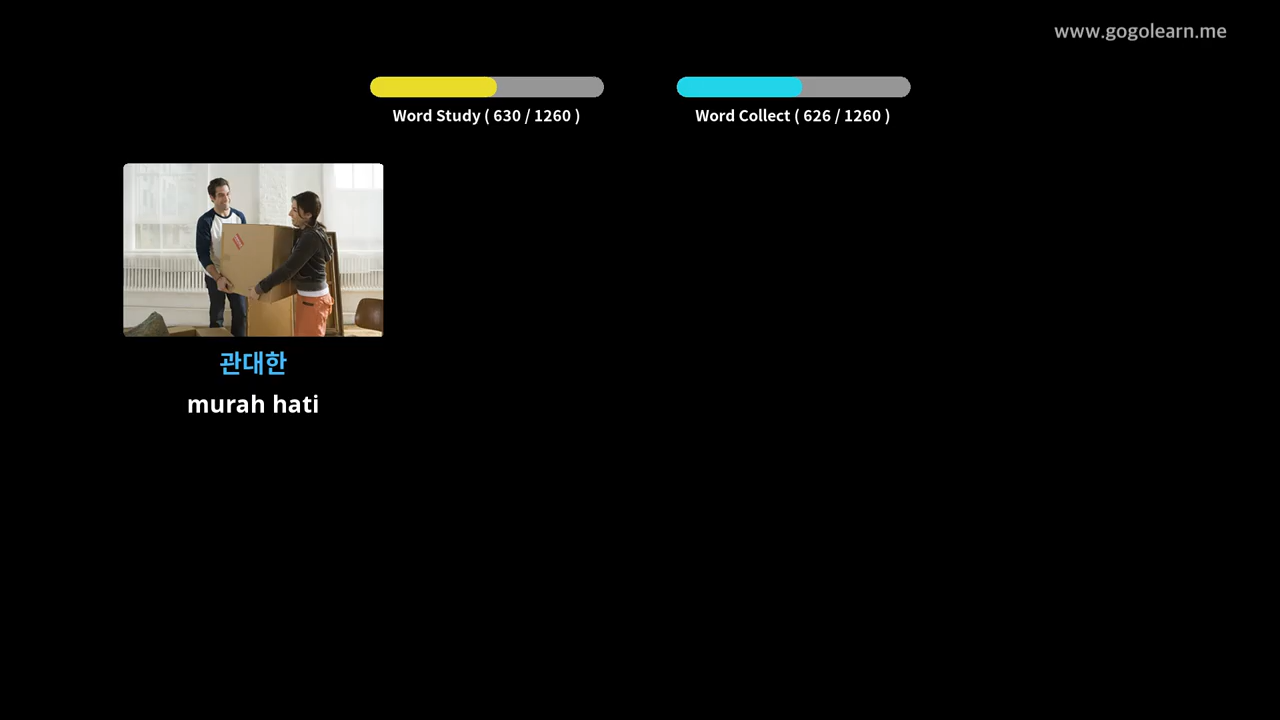 www.gogolearn.me
Word Study ( 630 / 1260 )
Word Collect ( 626 / 1260 )
관대한
murah hati